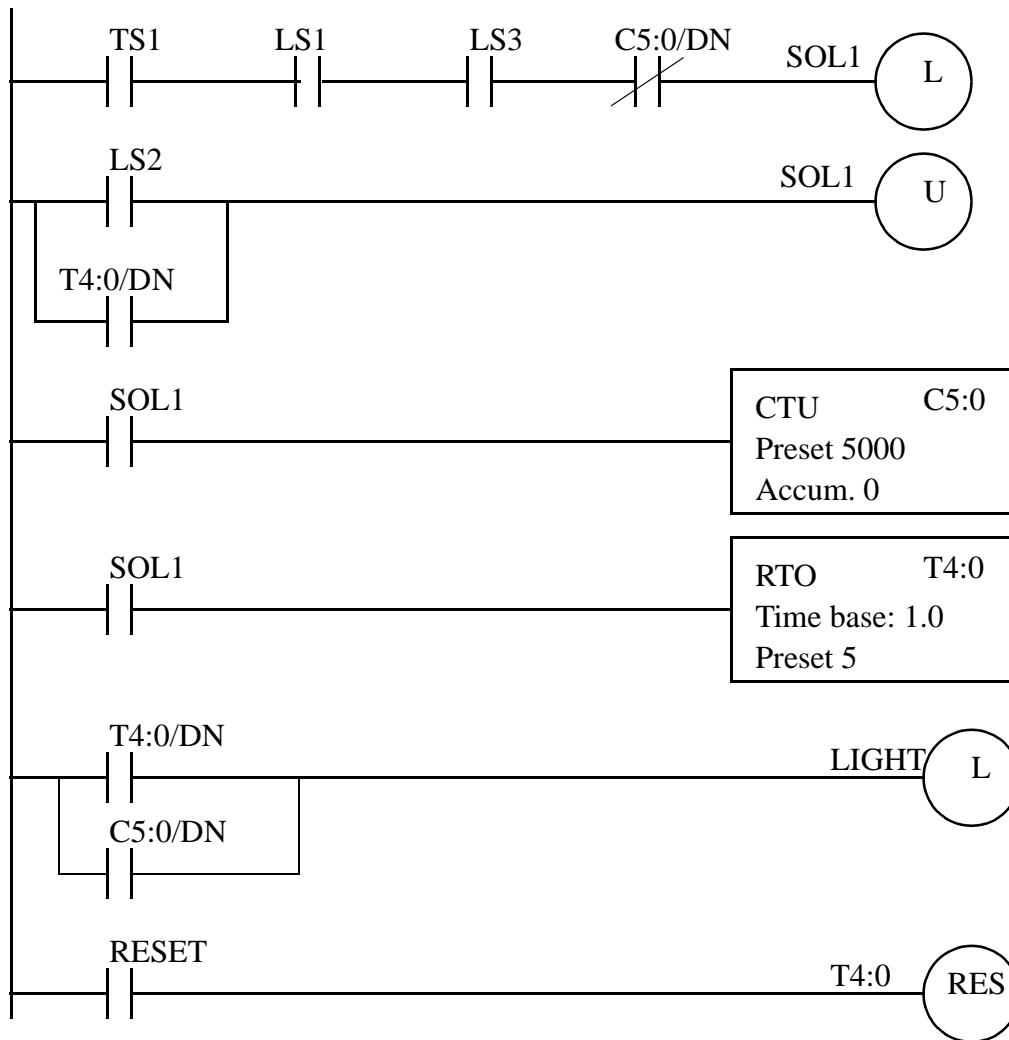 TS1 LS1 LS3 C5:0/DN SOL1 L
LS2 SOL1 U
T4:0/DN
SOL1 CTU C5:0
Preset 5000
Accum. 0
SOL1 RTO T4:0
Time base: 1.0
Preset 5
T4:0/DN LIGHT L
C5:0/DN
RESET T4:0 RES